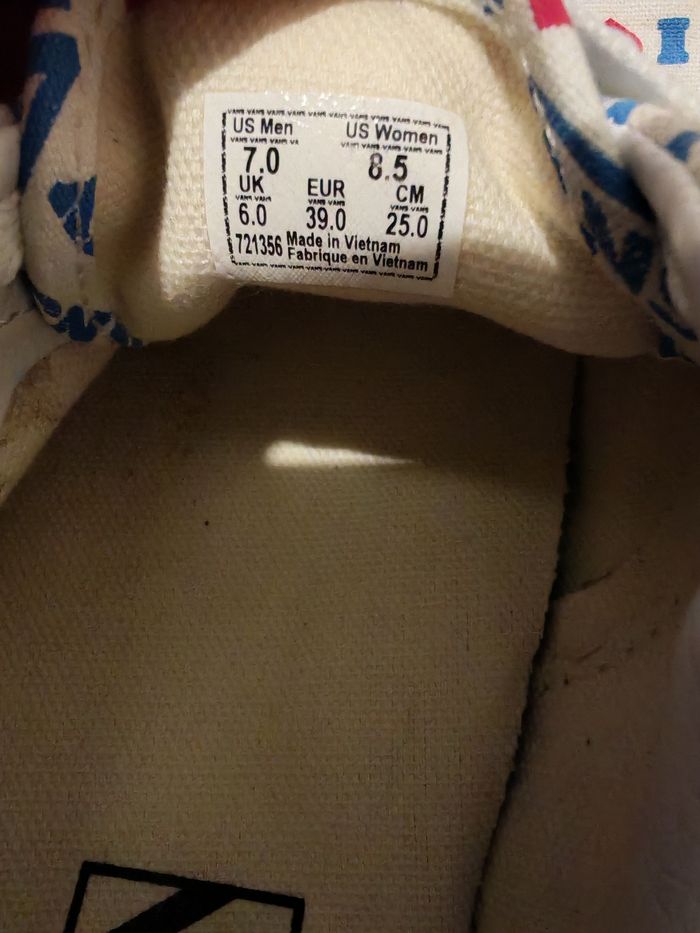 US Men US Women
7.0 8.5
UK EUR CM
6.0 39.0 25.0
721356 Made in Vietnam
Fabrique en Vietnam